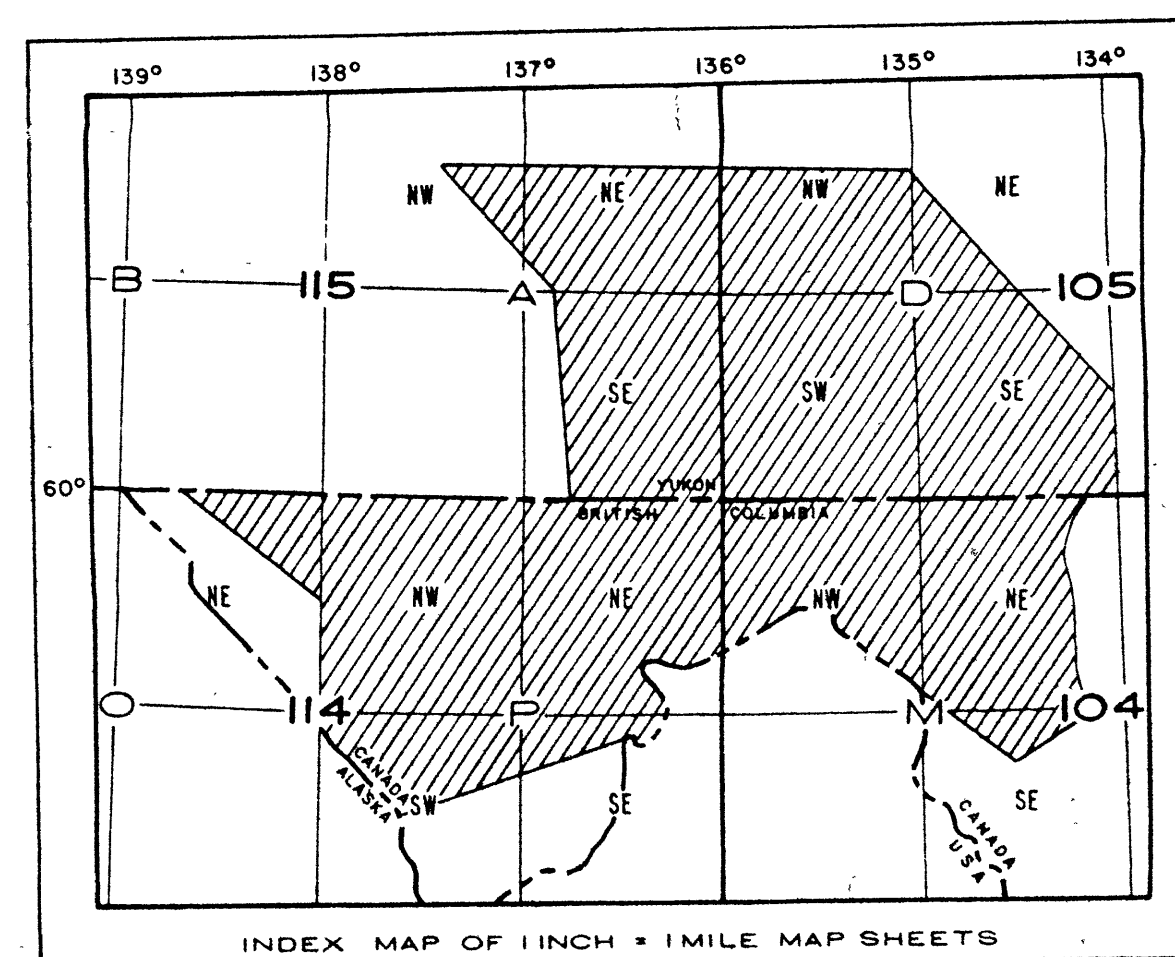 139° 138° 137° 136° 135° 134°
NW NE NW NE
B 115 A D 105
SE SW SE
60°
YUKON
BRITISH COLUMBIA
NE NW NE NW NE
O 114 P M 104
CANADA
ALASKA
SW SE SE
CANADA
USA
INDEX MAP OF 1 INCH = 1 MILE MAP SHEETS